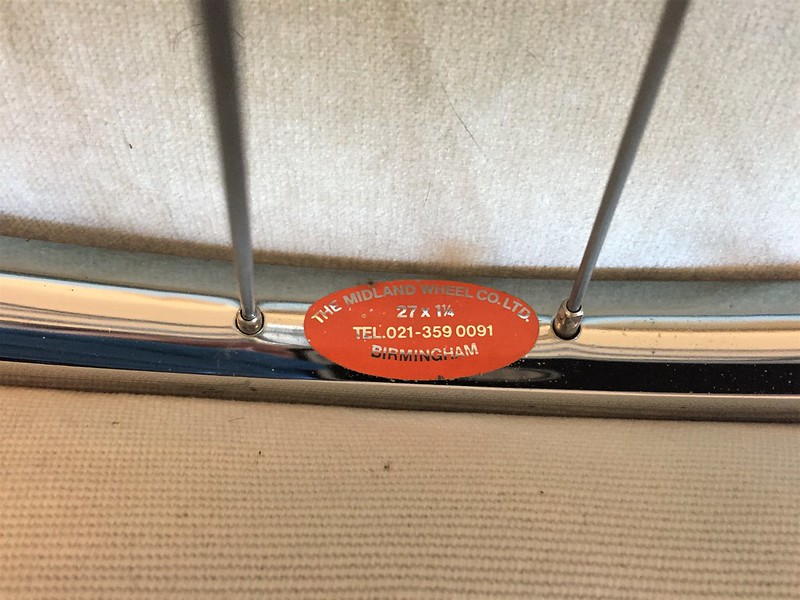 THE MIDLAND WHEEL CO. LTD.
27 x 1¼
TEL. 021-359 0091
BIRMINGHAM